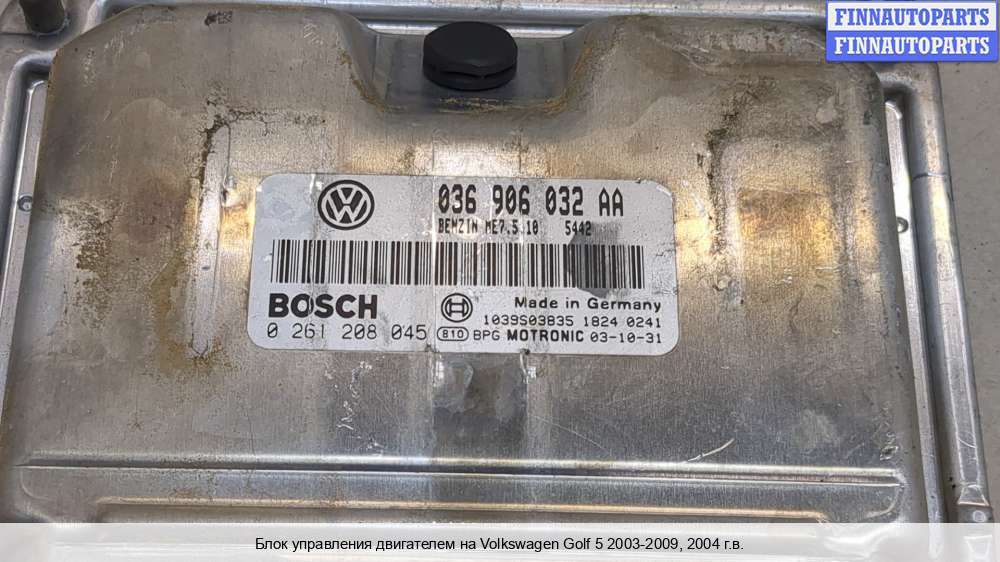 FINNAUTOPARTS
FINNAUTOPARTS
036 906 032 AA
BENZIN ME7.5.10 5442
BOSCH
Made in Germany
1039S03835 1824 0241
0 261 208 045 810 BPG MOTRONIC 03-10-31
Блок управления двигателем на Volkswagen Golf 5 2003-2009, 2004 г.в.